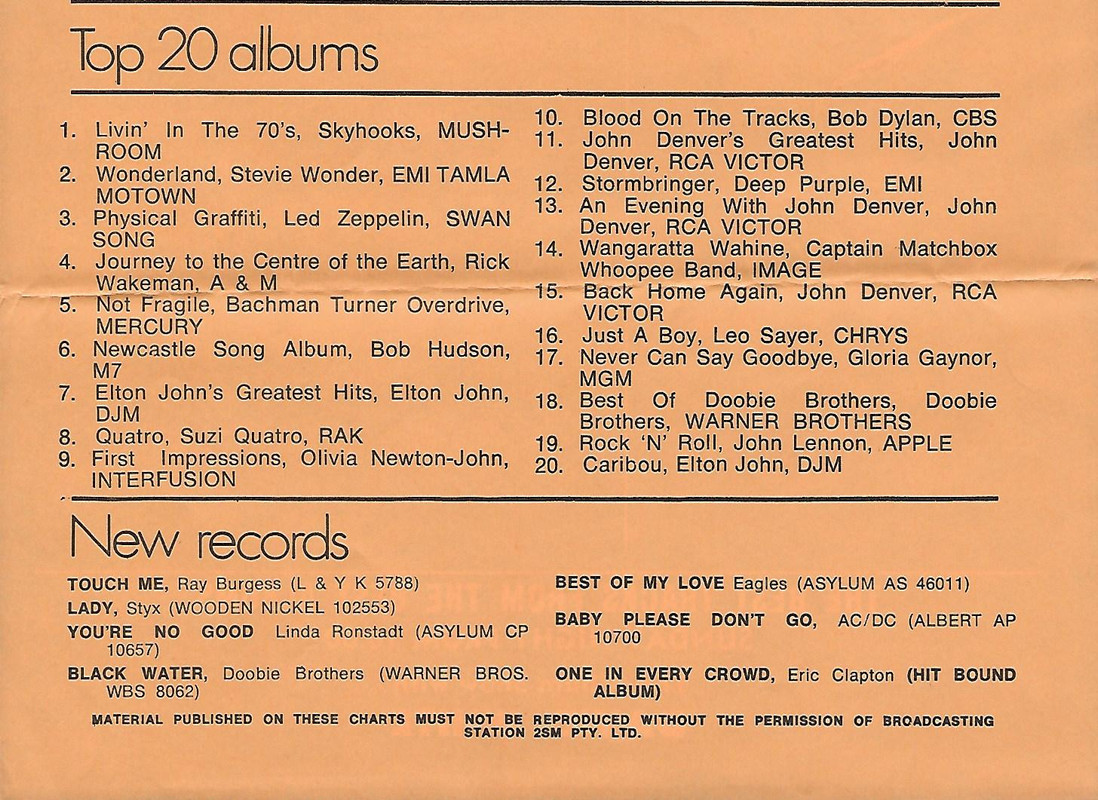 Top 20 albums
1. Livin' In The 70's, Skyhooks, MUSH-
ROOM
2. Wonderland, Stevie Wonder, EMI TAMLA
MOTOWN
3. Physical Graffiti, Led Zeppelin, SWAN
SONG
4. Journey to the Centre of the Earth, Rick
Wakeman, A & M
5. Not Fragile, Bachman Turner Overdrive,
MERCURY
6. Newcastle Song Album, Bob Hudson,
M7
7. Elton John's Greatest Hits, Elton John,
DJM
8. Quatro, Suzi Quatro, RAK
9. First Impressions, Olivia Newton-John,
INTERFUSION
10. Blood On The Tracks, Bob Dylan, CBS
11. John Denver's Greatest Hits, John
Denver, RCA VICTOR
12. Stormbringer, Deep Purple, EMI
13. An Evening With John Denver, John
Denver, RCA VICTOR
14. Wangaratta Wahine, Captain Matchbox
Whoopee Band, IMAGE
15. Back Home Again, John Denver, RCA
VICTOR
16. Just A Boy, Leo Sayer, CHRYS
17. Never Can Say Goodbye, Gloria Gaynor,
MGM
18. Best Of Doobie Brothers, Doobie
Brothers, WARNER BROTHERS
19. Rock 'N' Roll, John Lennon, APPLE
20. Caribou, Elton John, DJM
New records
TOUCH ME, Ray Burgess (L & Y K 5788)
LADY, Styx (WOODEN NICKEL 102553)
YOU'RE NO GOOD Linda Ronstadt (ASYLUM CP
10657)
BLACK WATER, Doobie Brothers (WARNER BROS.
WBS 8062)
BEST OF MY LOVE Eagles (ASYLUM AS 46011)
BABY PLEASE DON'T GO, AC/DC (ALBERT AP
10700
ONE IN EVERY CROWD, Eric Clapton (HIT BOUND
ALBUM)
MATERIAL PUBLISHED ON THESE CHARTS MUST NOT BE REPRODUCED WITHOUT THE PERMISSION OF BROADCASTING
STATION 2SM PTY. LTD.